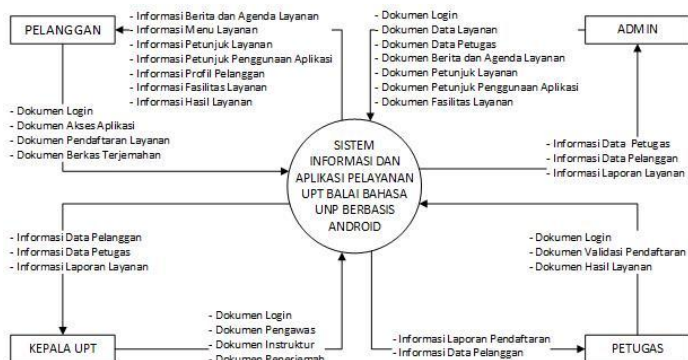 PELANGGAN
- Informasi Berita dan Agenda Layanan
- Informasi Menu Layanan
- Informasi Petunjuk Layanan
- Informasi Petunjuk Penggunaan Aplikasi
- Informasi Profil Pelanggan
- Informasi Fasilitas Layanan
- Informasi Hasil Layanan
- Dokumen Login
- Dokumen Data Layanan
- Dokumen Data Petugas
- Dokumen Berita dan Agenda Layanan
- Dokumen Petunjuk Layanan
- Dokumen Petunjuk Penggunaan Aplikasi
- Dokumen Fasilitas Layanan
ADMIN
- Dokumen Login
- Dokumen Akses Aplikasi
- Dokumen Pendaftaran Layanan
- Dokumen Berkas Terjemahan
SISTEM
INFORMASI DAN
APLIKASI PELAYANAN
UPT BALAI BAHASA
UNP BERBASIS
ANDROID
- Informasi Data Petugas
- Informasi Data Pelanggan
- Informasi Laporan Layanan
- Informasi Data Pelanggan
- Informasi Data Petugas
- Informasi Laporan Layanan
- Dokumen Login
- Dokumen Validasi Pendaftaran
- Dokumen Hasil Layanan
KEPALA UPT
- Dokumen Login
- Dokumen Pengawas
- Dokumen Instruktur
- Dokumen Penerjemah
- Informasi Laporan Pendaftaran
- Informasi Data Pelanggan
PETUGAS